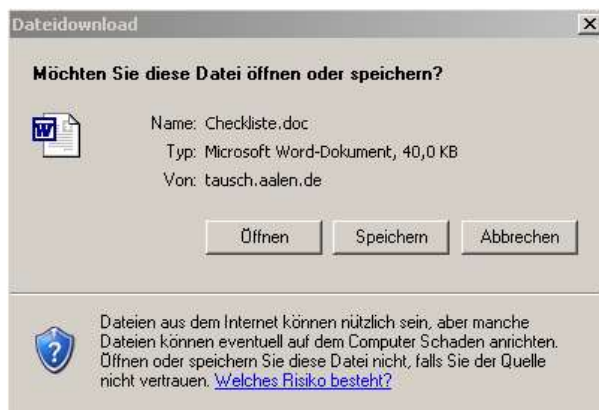 Dateidownload
Möchten Sie diese Datei öffnen oder speichern?
Name: Checkliste.doc
Typ: Microsoft Word-Dokument, 40,0 KB
Von: tausch.aalen.de
Öffnen Speichern Abbrechen
Dateien aus dem Internet können nützlich sein, aber manche
Dateien können eventuell auf dem Computer Schaden anrichten.
Öffnen oder speichern Sie diese Datei nicht, falls Sie der Quelle
nicht vertrauen. Welches Risiko besteht?